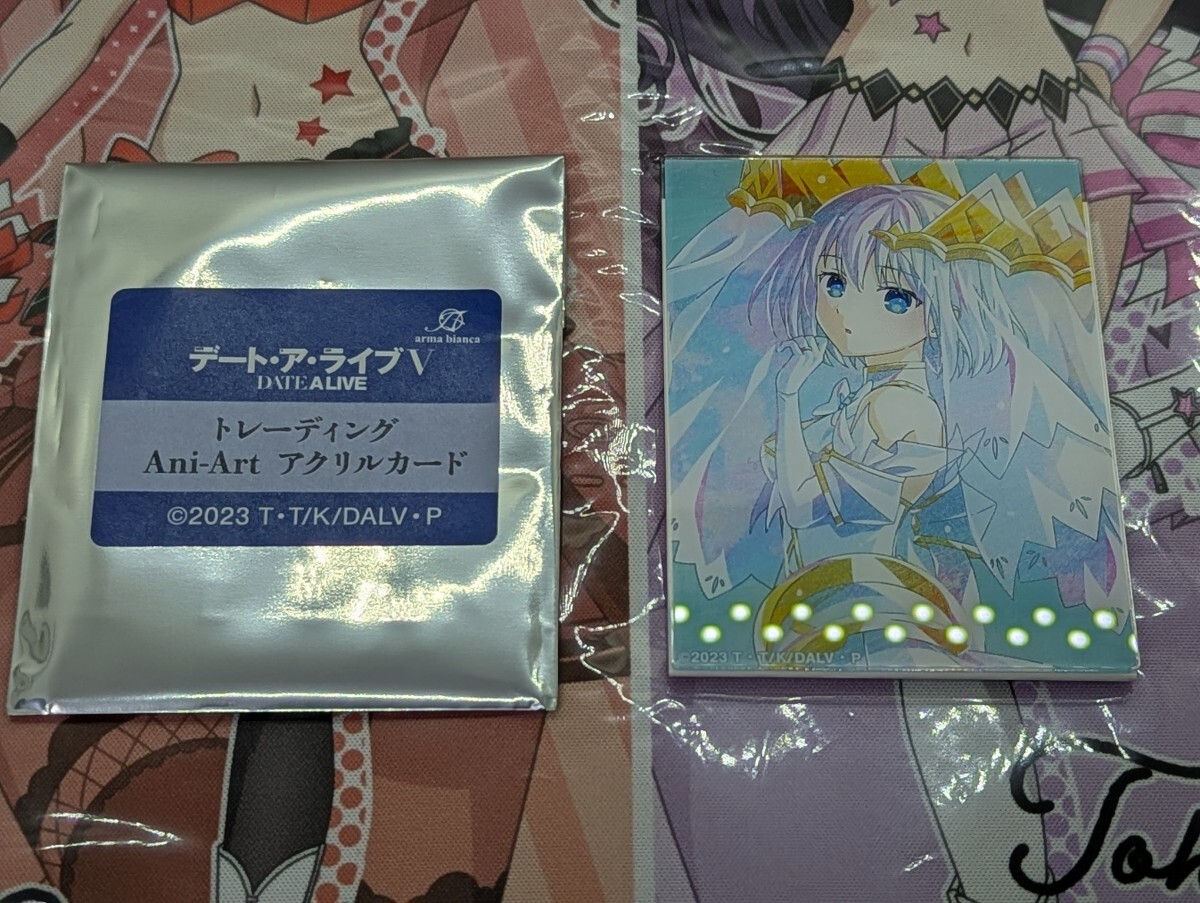 arma bianca
デート・ア・ライブ V
DATE A LIVE
トレーディング
Ani-Art アクリルカード
©2023 T・T/K/DALV・P
©2023 T・T/K/DALV・P
Toh